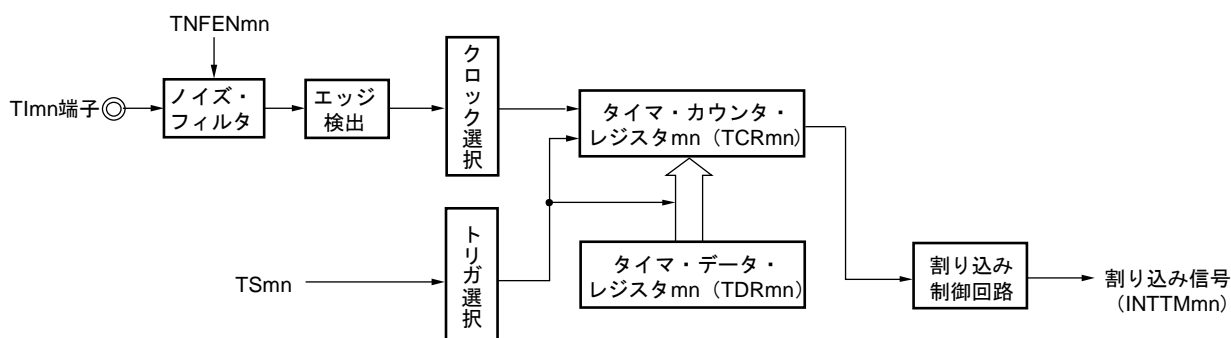 TNFENmn
TImn端子
ノイズ・
フィルタ
エッジ
検出
クロック選択
タイマ・カウンタ・
レジスタmn（TCRmn）
TSmn
トリガ選択
タイマ・データ・
レジスタmn（TDRmn）
割り込み
制御回路
割り込み信号
（INTTMmn）